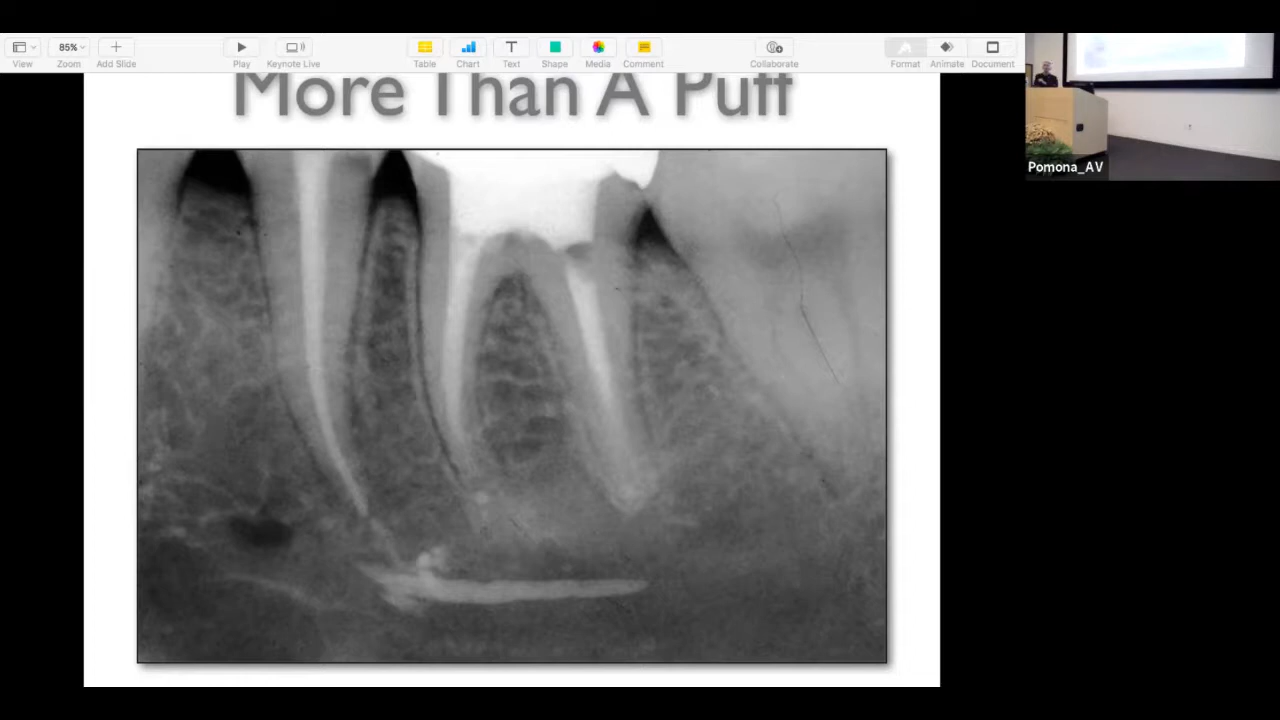 85%
View
Zoom
Add Slide
Play
Keynote Live
Table
Chart
Text
Shape
Media
Comment
Collaborate
Format
Animate
Document
More Than A Puff
Pomona_AV